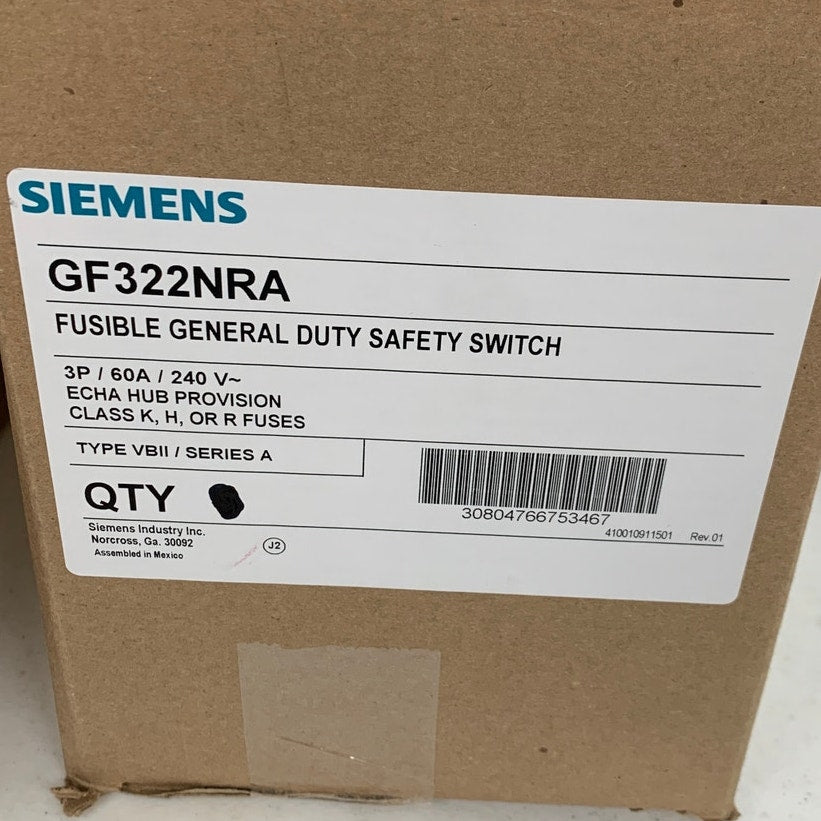 SIEMENS
GF322NRA
FUSIBLE GENERAL DUTY SAFETY SWITCH
3P / 60A / 240 V~
ECHA HUB PROVISION
CLASS K, H, OR R FUSES
TYPE VBII / SERIES A
QTY
30804766753467
410010911501 Rev.01
Siemens Industry Inc.
Norcross, Ga. 30092
Assembled in Mexico
J2